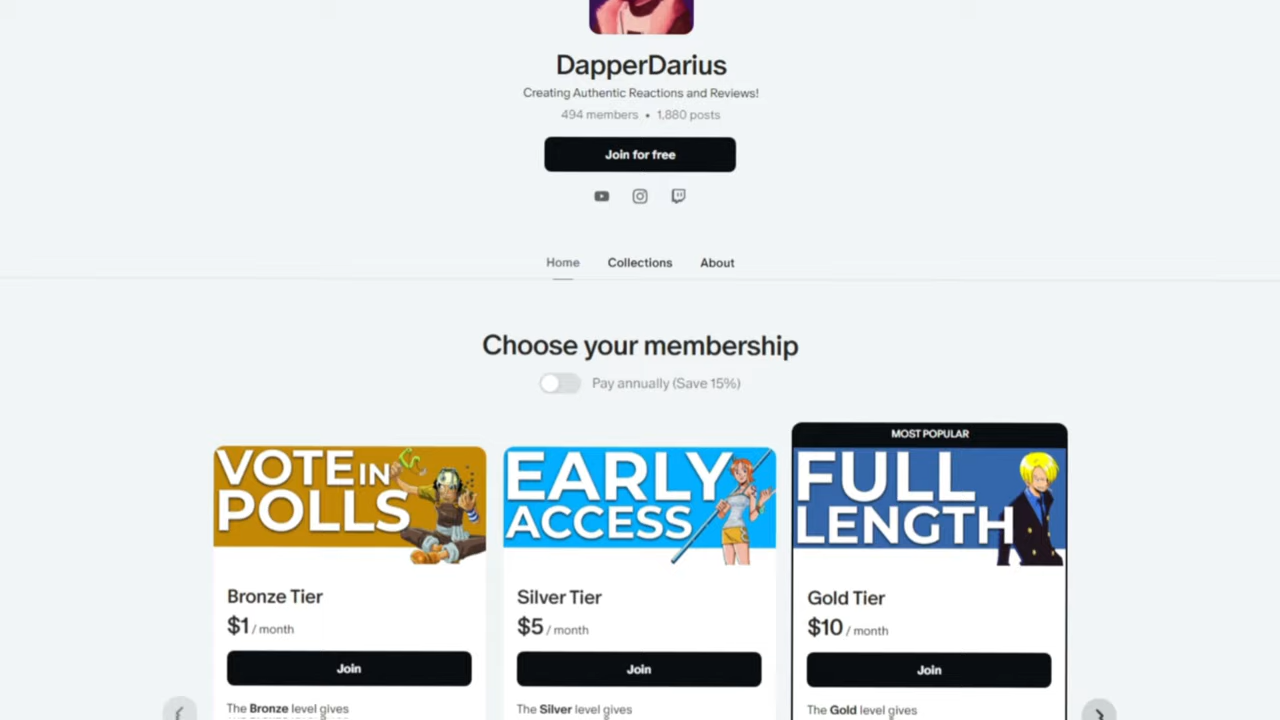 DapperDarius
Creating Authentic Reactions and Reviews!
494 members • 1,880 posts
Join for free
Home Collections About
Choose your membership
Pay annually (Save 15%)
MOST POPULAR
VOTE IN
POLLS
EARLY
ACCESS
FULL
LENGTH
Bronze Tier
$1 / month
Join
The Bronze level gives
Silver Tier
$5 / month
Join
The Silver level gives
Gold Tier
$10 / month
Join
The Gold level gives